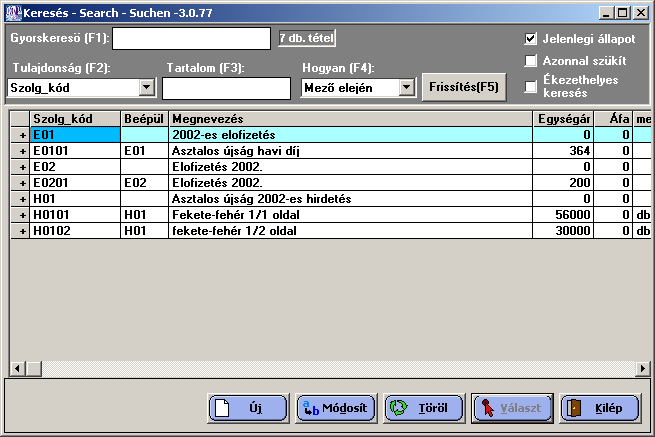 Keresés - Search - Suchen -3.0.77
Gyorskereső (F1): 7 db. tétel
Jelenlegi állapot
Azonnal szűkít
Ékezethelyes keresés
Tulajdonság (F2): Tartalom (F3): Hogyan (F4):
Szolg_kód Mező elején Frissítés(F5)
Szolg_kód Beépül Megnevezés Egységár Áfa me
+ E01 2002-es elofizetés 0 0
+ E0101 E01 Asztalos újság havi díj 364 0
+ E02 Elofizetés 2002. 0 0
+ E0201 E02 Elofizetés 2002. 200 0
+ H01 Asztalos újság 2002-es hirdetés 0 0
+ H0101 H01 Fekete-fehér 1/1 oldal 56000 0 db
+ H0102 H01 fekete-fehér 1/2 oldal 30000 0 db
Új Módosít Töröl Választ Kilép